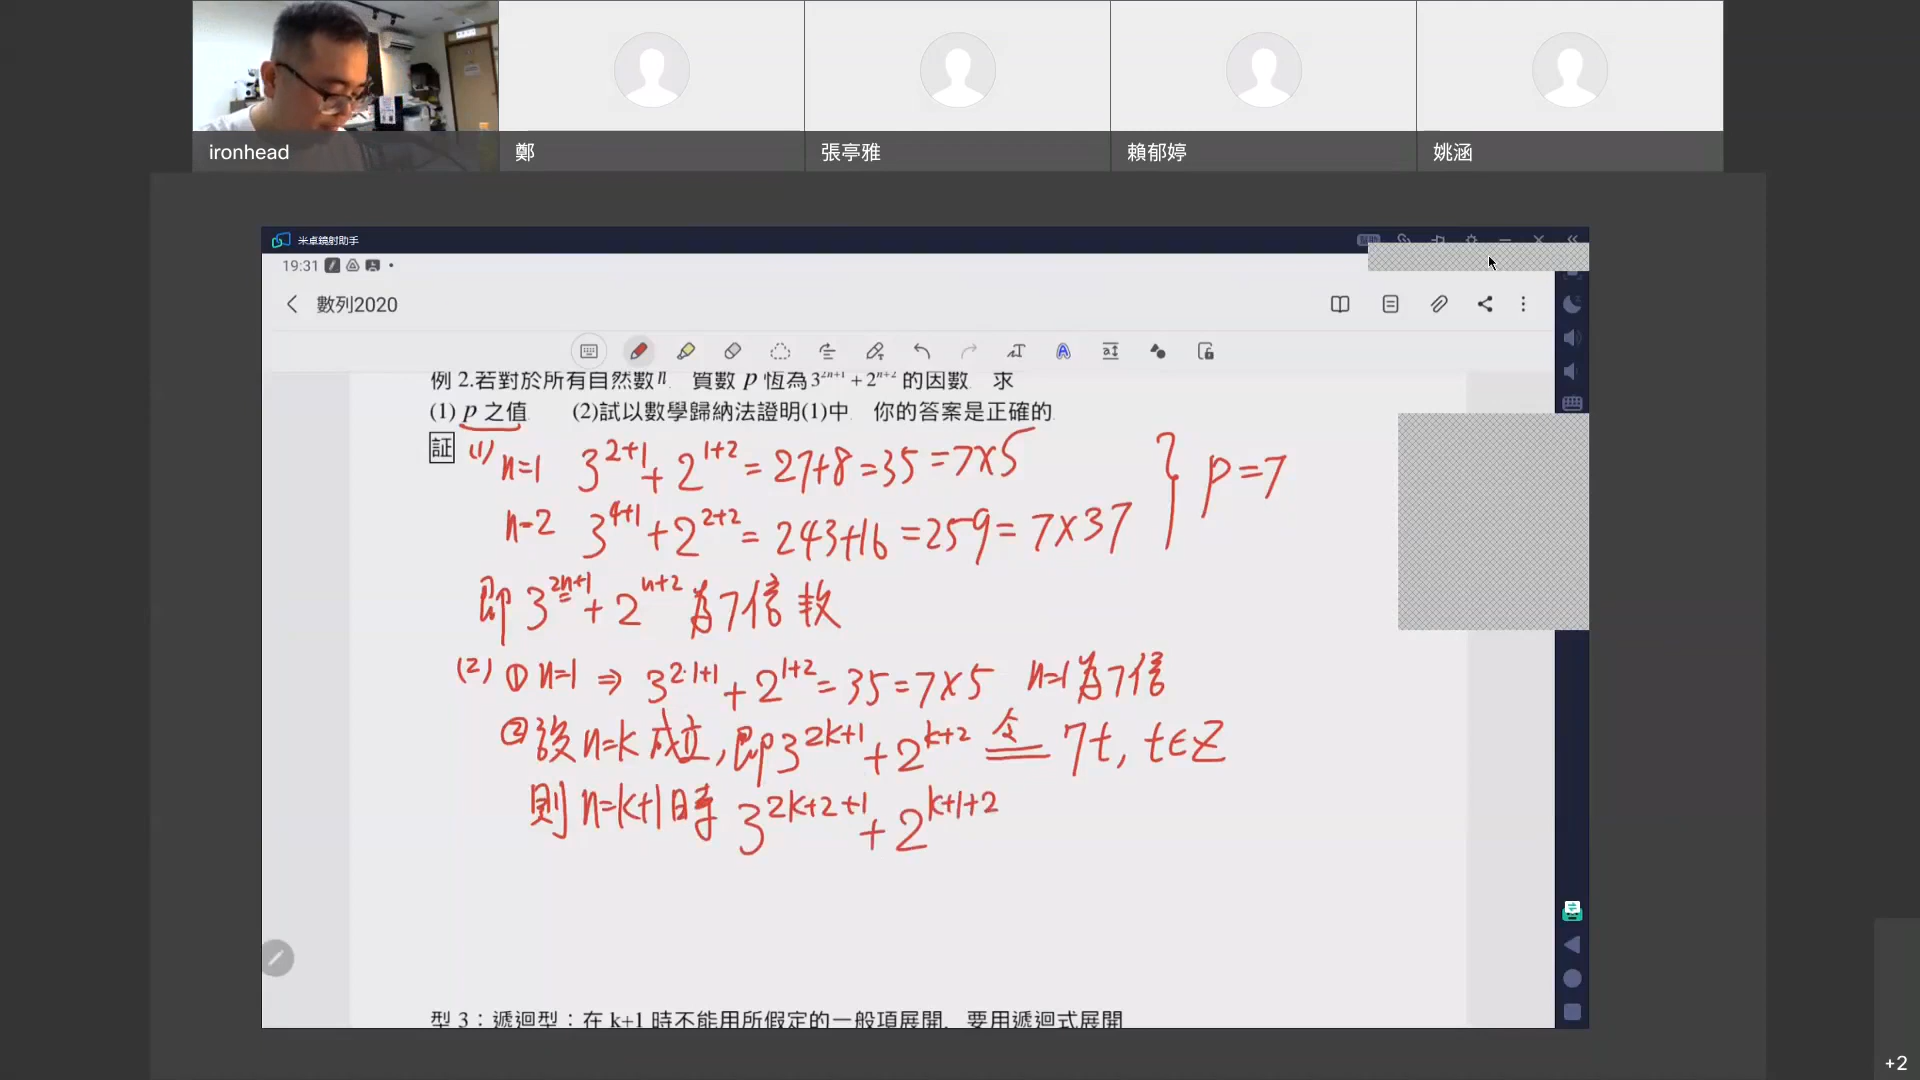 ironhead
鄭
張亭雅
賴郁婷
姚涵
米卓鏡射助手
19:31
數列2020
例 2.若對於所有自然數 n 質數 p 恆為 3^{2n+1} + 2^{n+2} 的因數 求
(1) p 之值 (2)試以數學歸納法證明(1)中 你的答案是正確的
証 (1) n=1 3^{2+1} + 2^{1+2} = 27+8 = 35 = 7×5
n=2 3^{4+1} + 2^{2+2} = 243+16 = 259 = 7×37
} p=7
即 3^{2n+1} + 2^{n+2} 為7倍數
(2) ① n=1 ⇒ 3^{2·1+1} + 2^{1+2} = 35 = 7×5 n=1為7倍
② 設 n=k 成立, 即 3^{2k+1} + 2^{k+2} 令= 7t, t∈Z
則 n=k+1時 3^{2k+2+1} + 2^{k+1+2}
型 3：遞迴型：在 k+1 時不能用所假定的一般項展開 要用遞迴式展開
+2